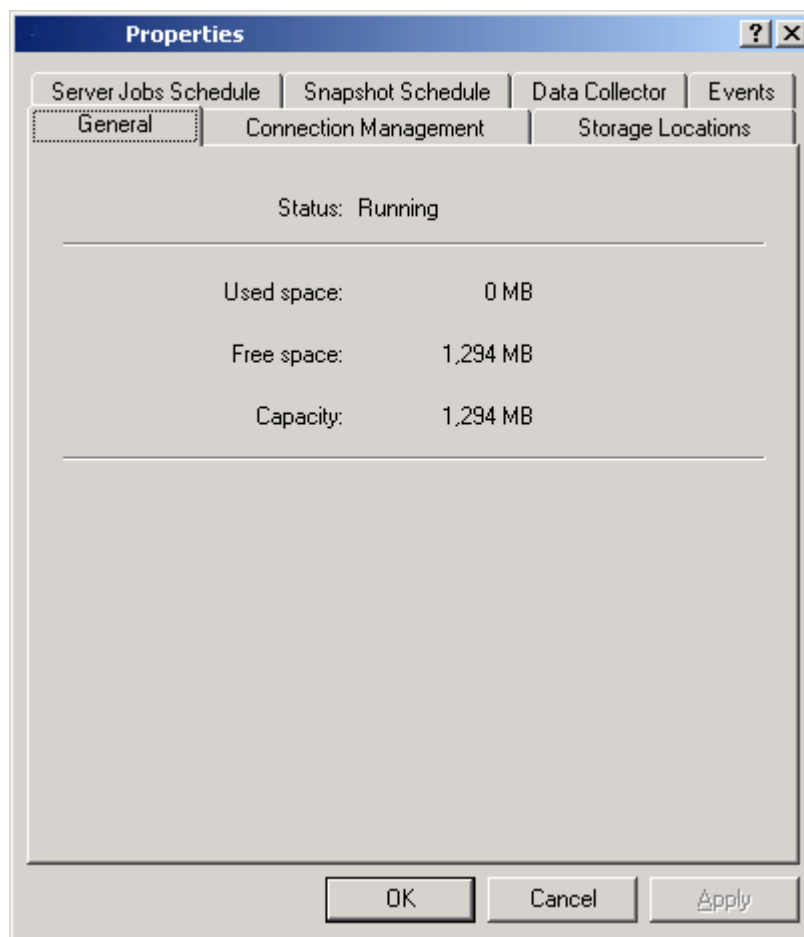 Properties
Server Jobs Schedule Snapshot Schedule Data Collector Events
General Connection Management Storage Locations
Status: Running
Used space: 0 MB
Free space: 1,294 MB
Capacity: 1,294 MB
OK Cancel Apply